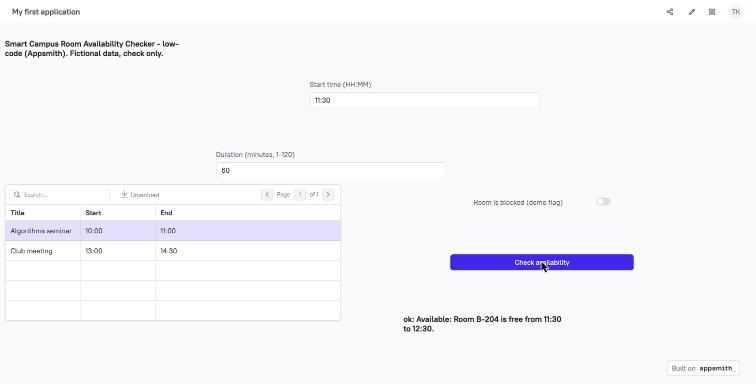 My first application
TK
Smart Campus Room Availability Checker - low-
code (Appsmith). Fictional data, check only.
Start time (HH:MM)
11:30
Duration (minutes, 1-120)
60
Search...
Download
Page 1 of 1
Title Start End
Algorithms seminar 10:00 11:00
Club meeting 13:00 14:30
Room is blocked (demo flag)
Check availability
ok: Available: Room B-204 is free from 11:30
to 12:30.
Built on appsmith_